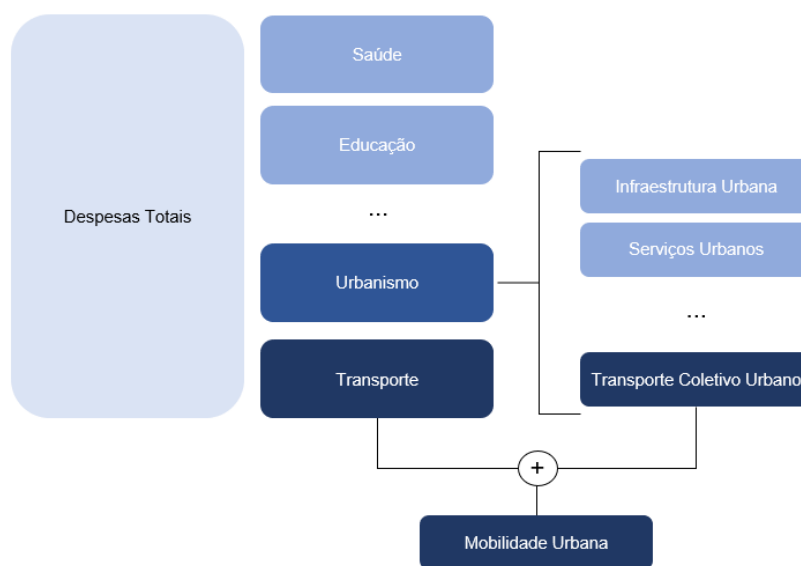 Saúde
Educação
...
Despesas Totais
Urbanismo
Transporte
Infraestrutura Urbana
Serviços Urbanos
...
Transporte Coletivo Urbano
+
Mobilidade Urbana